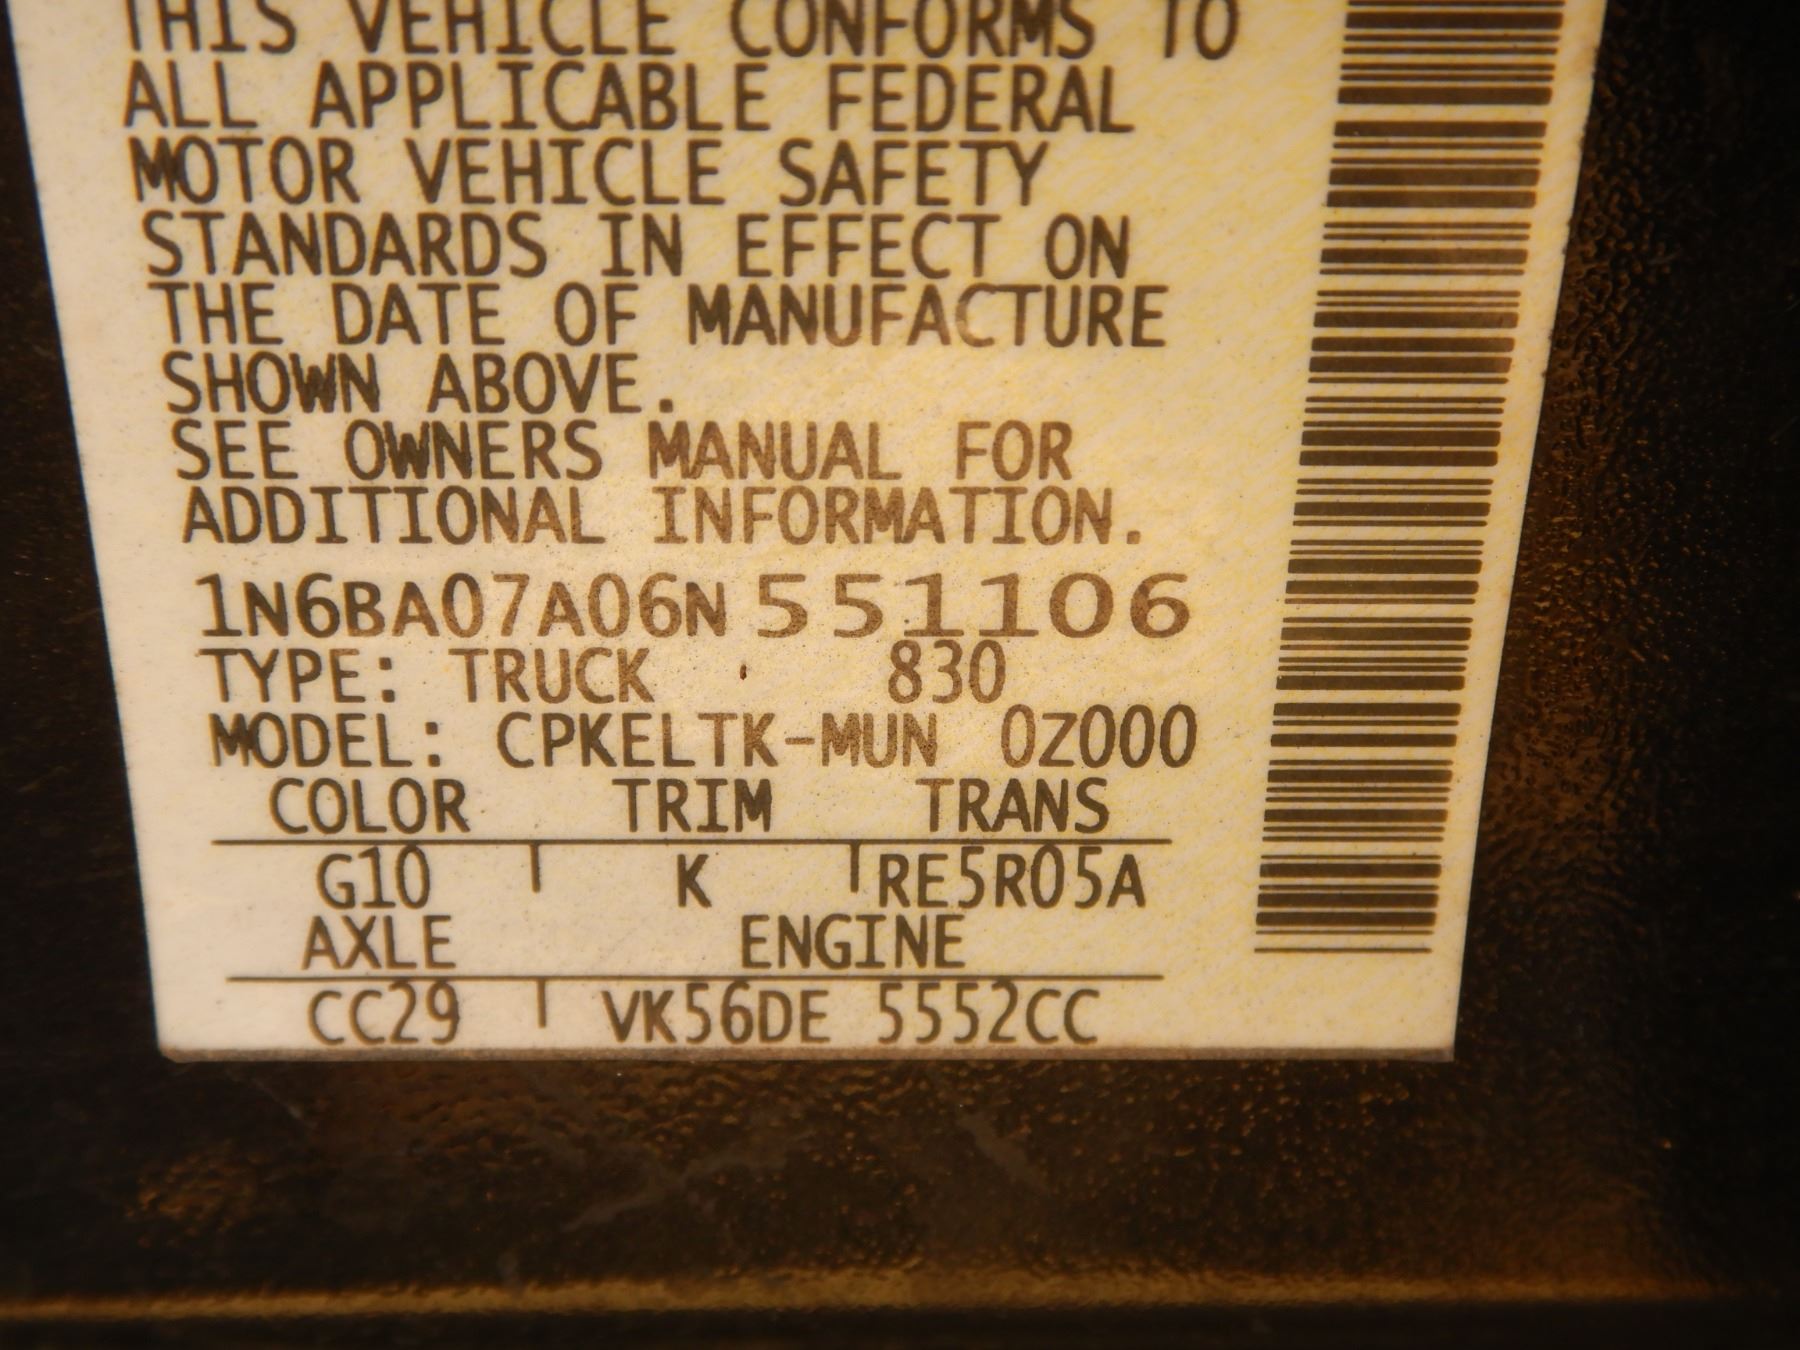 THIS VEHICLE CONFORMS TO
ALL APPLICABLE FEDERAL
MOTOR VEHICLE SAFETY
STANDARDS IN EFFECT ON
THE DATE OF MANUFACTURE
SHOWN ABOVE.
SEE OWNERS MANUAL FOR
ADDITIONAL INFORMATION.
1N6BA07A06N551106
TYPE: TRUCK 830
MODEL: CPKELTK-MUN 0Z000
COLOR TRIM TRANS
G10 K RE5R05A
AXLE ENGINE
CC29 VK56DE 5552CC